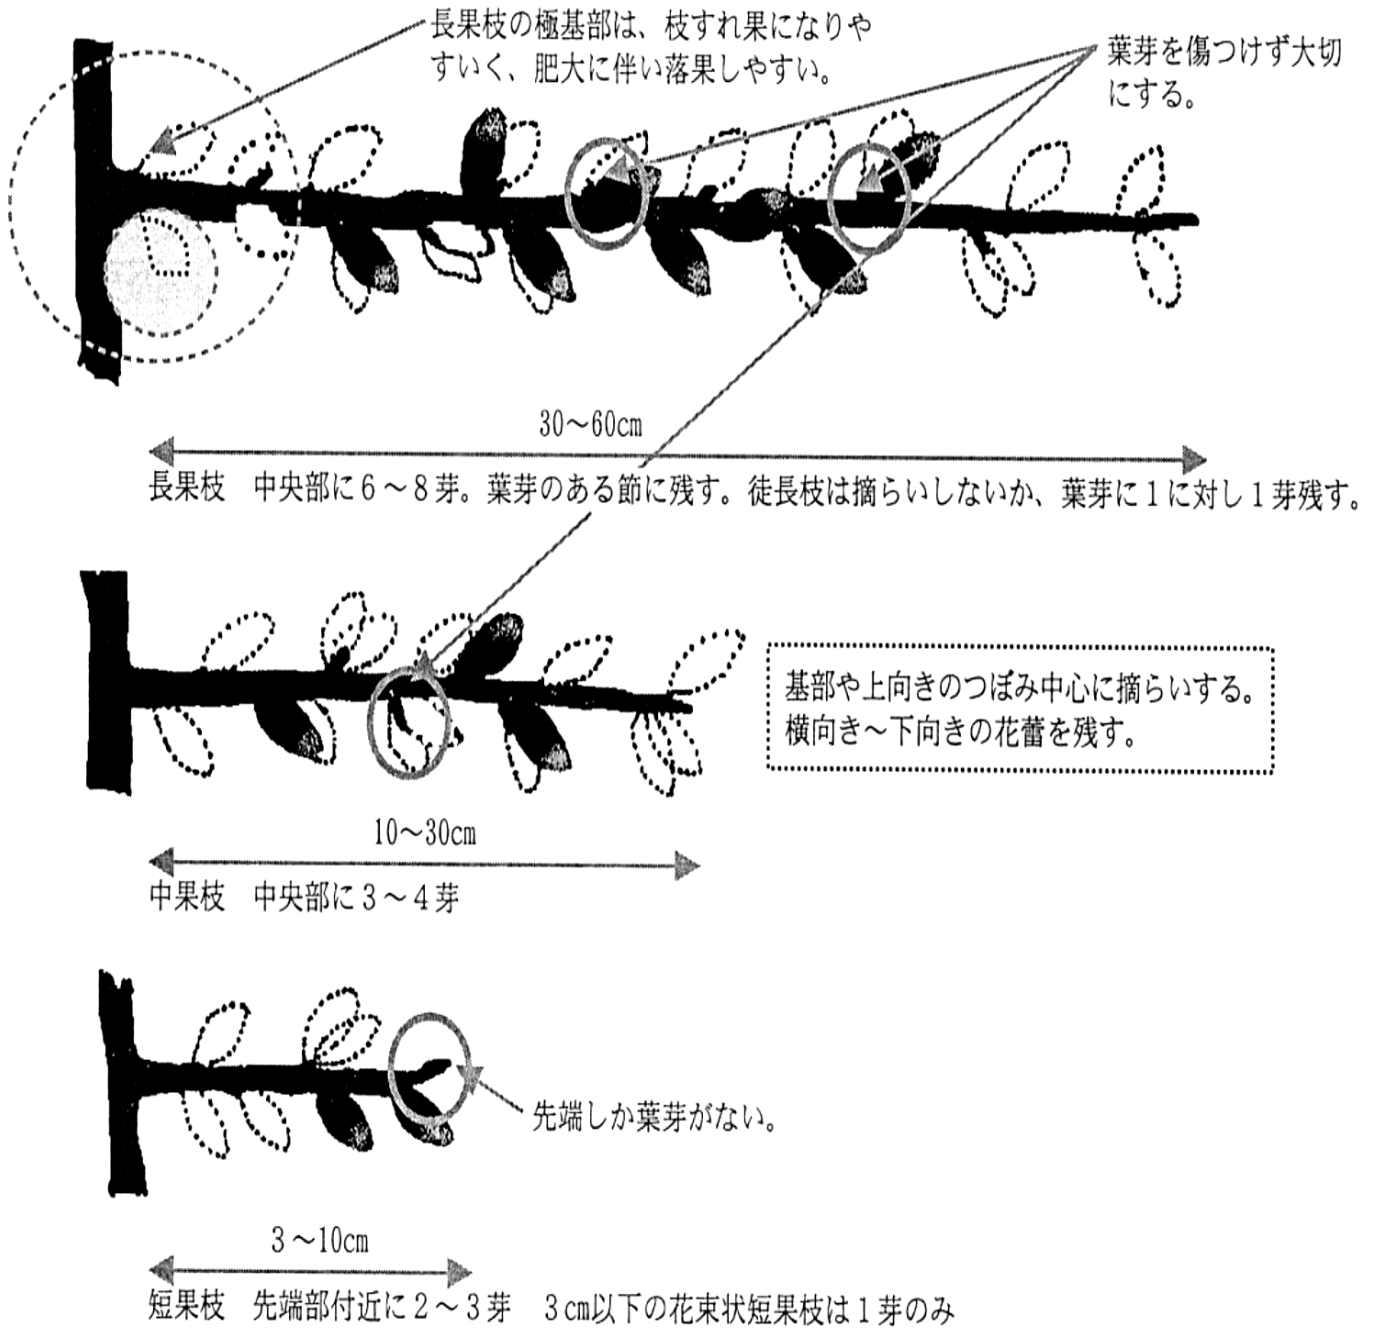 長果枝の極基部は、枝すれ果になりや
すいく、肥大に伴い落果しやすい。
葉芽を傷つけず大切
にする。
30～60cm
長果枝　中央部に６～８芽。葉芽のある節に残す。徒長枝は摘らいしないか、葉芽に１に対し１芽残す。
基部や上向きのつぼみ中心に摘らいする。
横向き～下向きの花蕾を残す。
10～30cm
中果枝　中央部に３～４芽
先端しか葉芽がない。
３～10cm
短果枝　先端部付近に２～３芽　３cm以下の花束状短果枝は１芽のみ